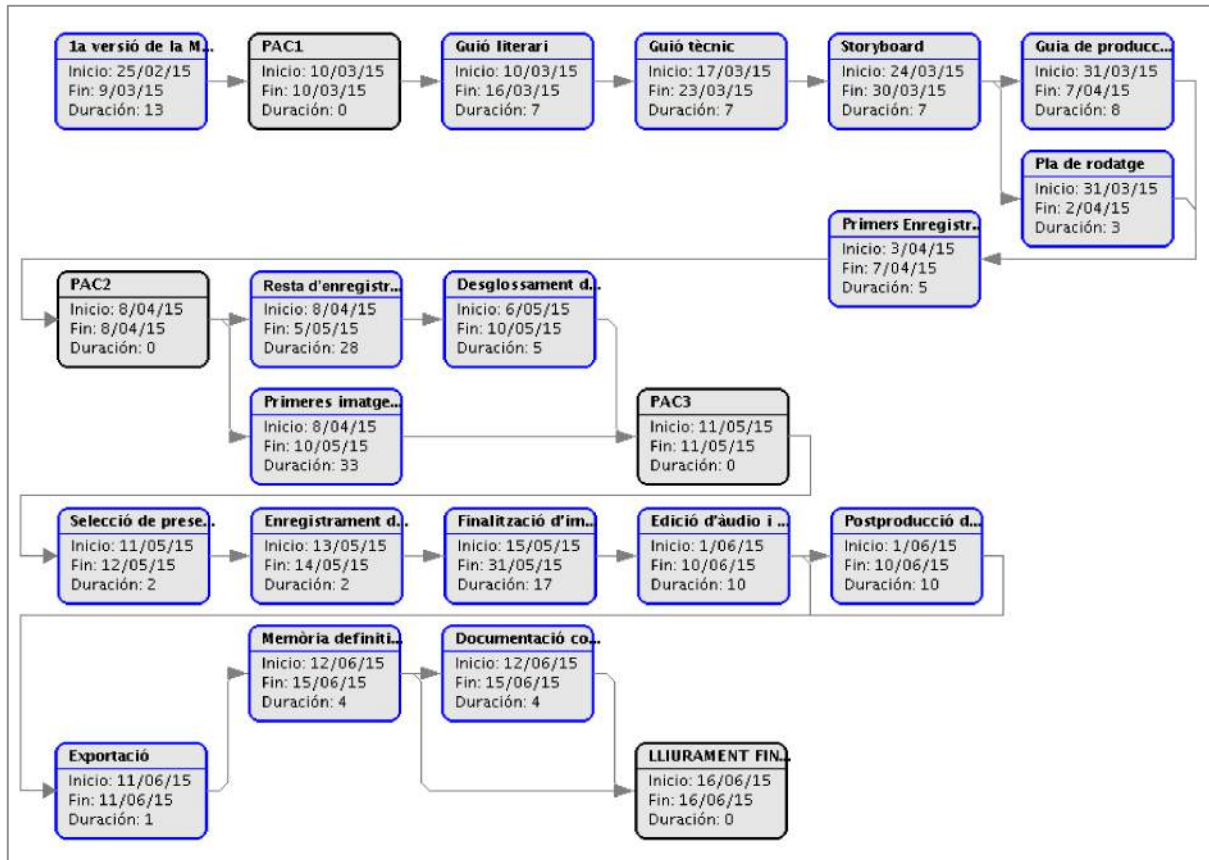 1a versió de la M...
Inicio: 25/02/15
Fin: 9/03/15
Duración: 13
PAC1
Inicio: 10/03/15
Fin: 10/03/15
Duración: 0
Guió literari
Inicio: 10/03/15
Fin: 16/03/15
Duración: 7
Guió tècnic
Inicio: 17/03/15
Fin: 23/03/15
Duración: 7
Storyboard
Inicio: 24/03/15
Fin: 30/03/15
Duración: 7
Guia de producc...
Inicio: 31/03/15
Fin: 7/04/15
Duración: 8
Pla de rodatge
Inicio: 31/03/15
Fin: 2/04/15
Duración: 3
Primers Enregistr...
Inicio: 3/04/15
Fin: 7/04/15
Duración: 5
PAC2
Inicio: 8/04/15
Fin: 8/04/15
Duración: 0
Resta d'enregistr...
Inicio: 8/04/15
Fin: 5/05/15
Duración: 28
Desglossament d...
Inicio: 6/05/15
Fin: 10/05/15
Duración: 5
Primeres imatge...
Inicio: 8/04/15
Fin: 10/05/15
Duración: 33
PAC3
Inicio: 11/05/15
Fin: 11/05/15
Duración: 0
Selecció de prese...
Inicio: 11/05/15
Fin: 12/05/15
Duración: 2
Enregistrament d...
Inicio: 13/05/15
Fin: 14/05/15
Duración: 2
Finalització d'im...
Inicio: 15/05/15
Fin: 31/05/15
Duración: 17
Edició d'àudio i ...
Inicio: 1/06/15
Fin: 10/06/15
Duración: 10
Postproducció d...
Inicio: 1/06/15
Fin: 10/06/15
Duración: 10
Memòria definiti...
Inicio: 12/06/15
Fin: 15/06/15
Duración: 4
Documentació co...
Inicio: 12/06/15
Fin: 15/06/15
Duración: 4
Exportació
Inicio: 11/06/15
Fin: 11/06/15
Duración: 1
LLIURAMENT FIN...
Inicio: 16/06/15
Fin: 16/06/15
Duración: 0